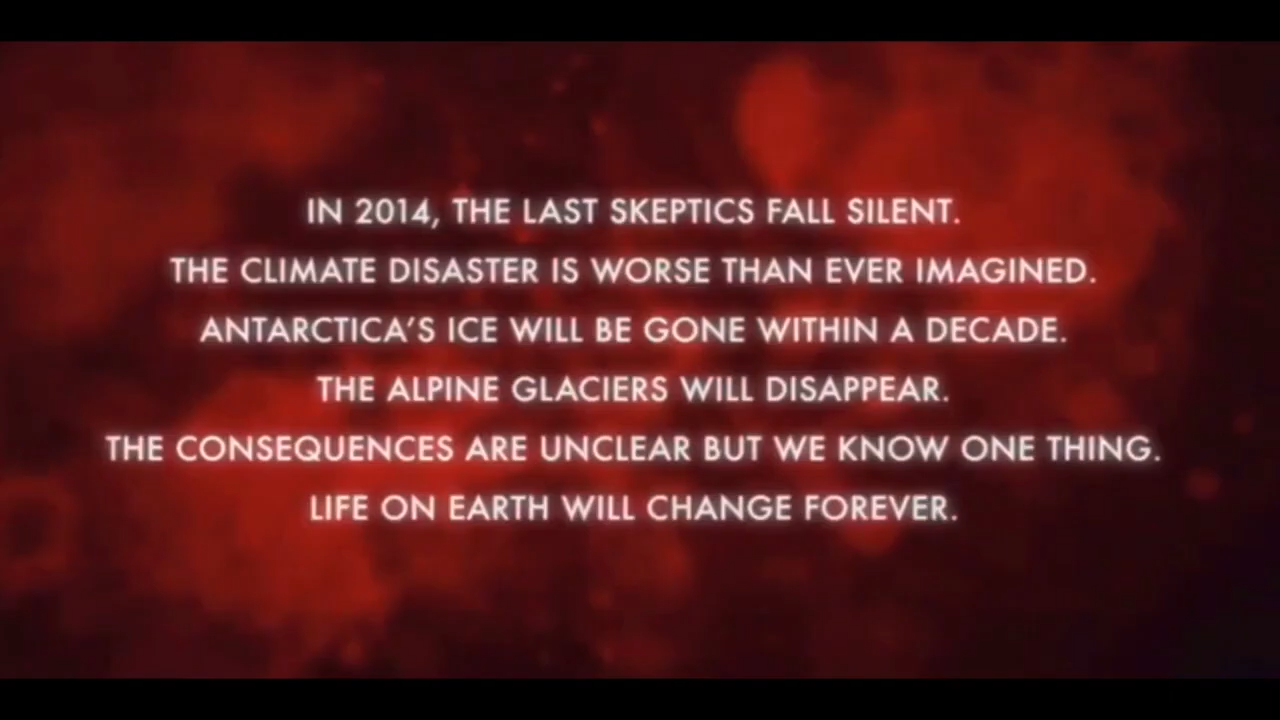 IN 2014, THE LAST SKEPTICS FALL SILENT.
THE CLIMATE DISASTER IS WORSE THAN EVER IMAGINED.
ANTARCTICA'S ICE WILL BE GONE WITHIN A DECADE.
THE ALPINE GLACIERS WILL DISAPPEAR.
THE CONSEQUENCES ARE UNCLEAR BUT WE KNOW ONE THING.
LIFE ON EARTH WILL CHANGE FOREVER.